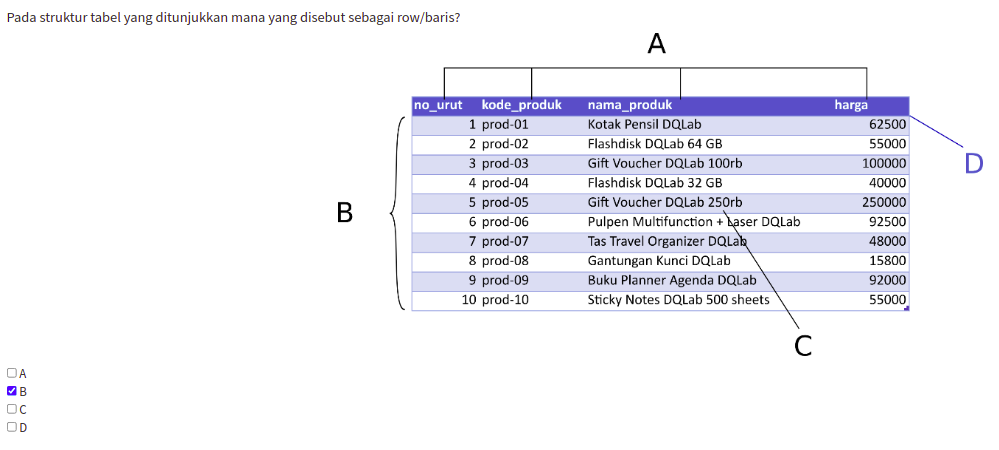 Pada struktur tabel yang ditunjukkan mana yang disebut sebagai row/baris?
A
no_urut kode_produk nama_produk harga
1 prod-01 Kotak Pensil DQLab 62500
2 prod-02 Flashdisk DQLab 64 GB 55000
D
3 prod-03 Gift Voucher DQLab 100rb 100000
4 prod-04 Flashdisk DQLab 32 GB 40000
5 prod-05 Gift Voucher DQLab 250rb 250000
B
6 prod-06 Pulpen Multifunction + Laser DQLab 92500
7 prod-07 Tas Travel Organizer DQLab 48000
8 prod-08 Gantungan Kunci DQLab 15800
9 prod-09 Buku Planner Agenda DQLab 92000
10 prod-10 Sticky Notes DQLab 500 sheets 55000
C
A
B
C
D